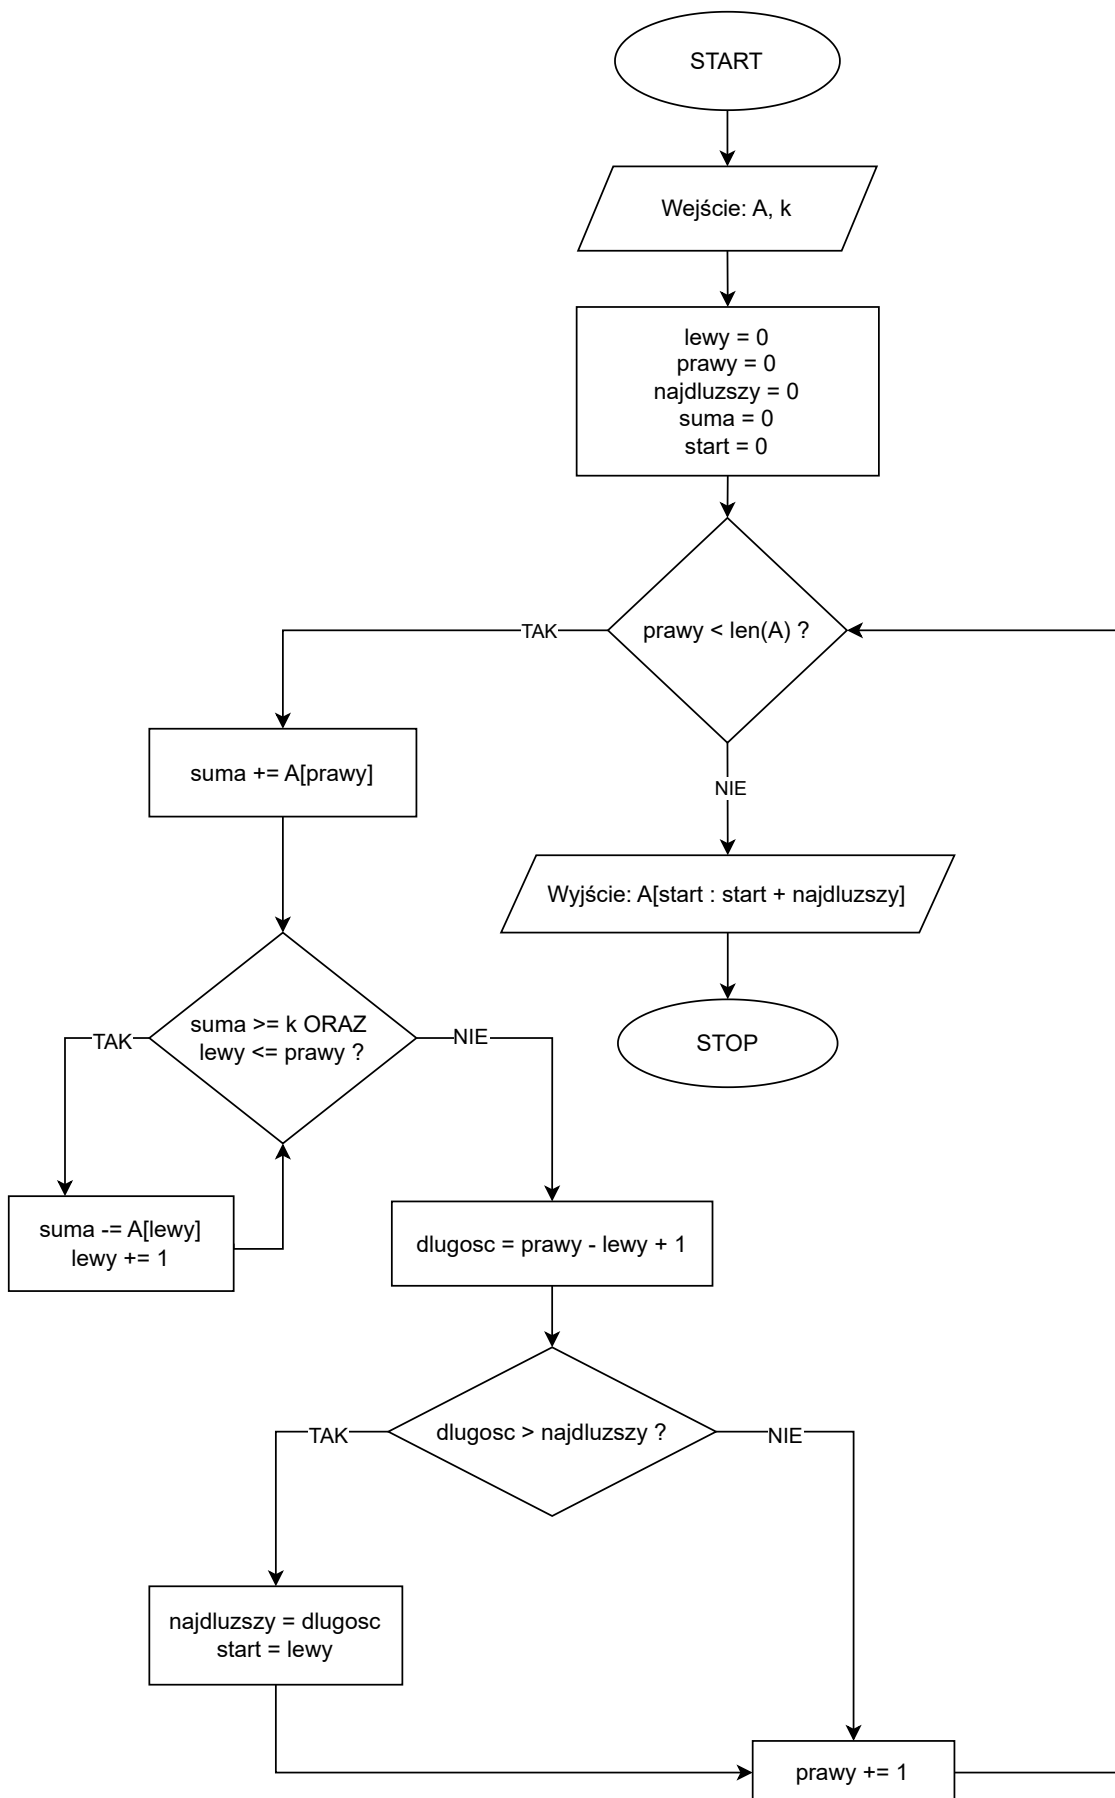 START
Wejście: A, k
lewy = 0
prawy = 0
najdluzszy = 0
suma = 0
start = 0
prawy < len(A) ?
TAK
NIE
suma += A[prawy]
Wyjście: A[start : start + najdluzszy]
STOP
suma >= k ORAZ
lewy <= prawy ?
TAK
NIE
suma -= A[lewy]
lewy += 1
dlugosc = prawy - lewy + 1
dlugosc > najdluzszy ?
TAK
NIE
najdluzszy = dlugosc
start = lewy
prawy += 1